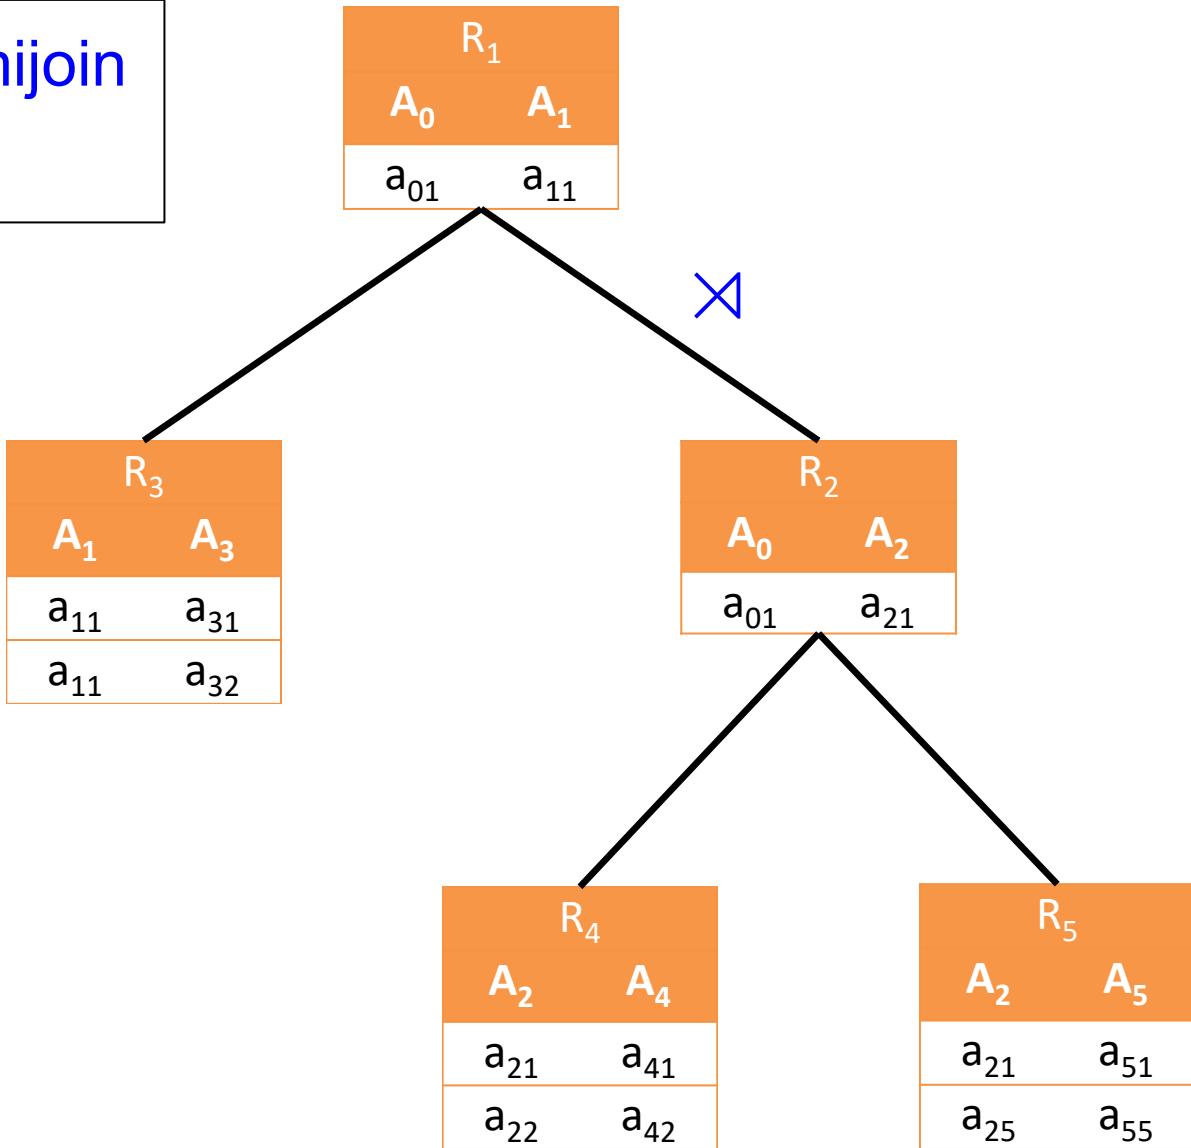 nijoin
R₁
A₀ A₁
a₀₁ a₁₁
⋊
R₃
A₁ A₃
a₁₁ a₃₁
a₁₁ a₃₂
R₂
A₀ A₂
a₀₁ a₂₁
R₄
A₂ A₄
a₂₁ a₄₁
a₂₂ a₄₂
R₅
A₂ A₅
a₂₁ a₅₁
a₂₅ a₅₅